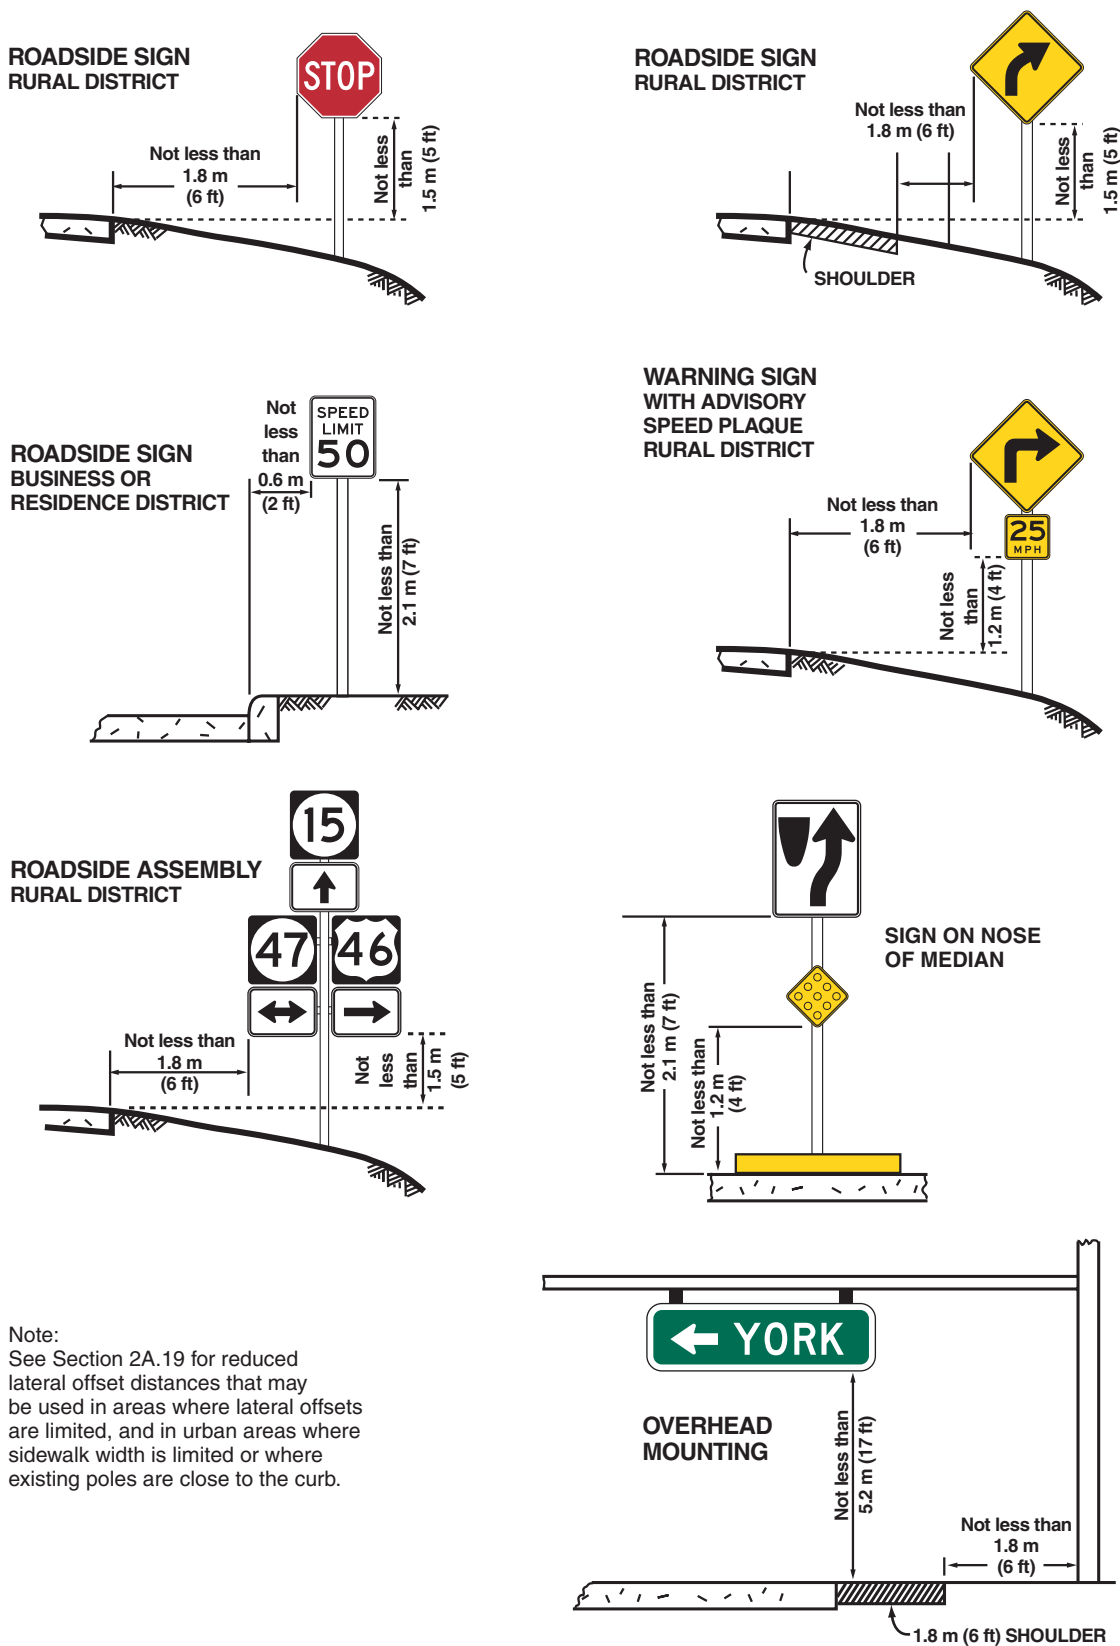 ROADSIDE SIGN
RURAL DISTRICT
STOP
Not less than
1.8 m
(6 ft)
Not less
than
1.5 m (5 ft)
ROADSIDE SIGN
RURAL DISTRICT
Not less than
1.8 m (6 ft)
Not less
than
1.5 m (5 ft)
SHOULDER
ROADSIDE SIGN
BUSINESS OR
RESIDENCE DISTRICT
Not
less
than
0.6 m
(2 ft)
SPEED
LIMIT
50
Not less than
2.1 m (7 ft)
WARNING SIGN
WITH ADVISORY
SPEED PLAQUE
RURAL DISTRICT
Not less than
1.8 m
(6 ft)
25
MPH
Not less
than
1.2 m (4 ft)
ROADSIDE ASSEMBLY
RURAL DISTRICT
15
47
46
Not less than
1.8 m
(6 ft)
Not
less
than
1.5 m
(5 ft)
SIGN ON NOSE
OF MEDIAN
Not less than
2.1 m (7 ft)
Not less than
1.2 m
(4 ft)
Note:
See Section 2A.19 for reduced
lateral offset distances that may
be used in areas where lateral offsets
are limited, and in urban areas where
sidewalk width is limited or where
existing poles are close to the curb.
YORK
OVERHEAD
MOUNTING
Not less than
5.2 m (17 ft)
Not less than
1.8 m
(6 ft)
1.8 m (6 ft) SHOULDER